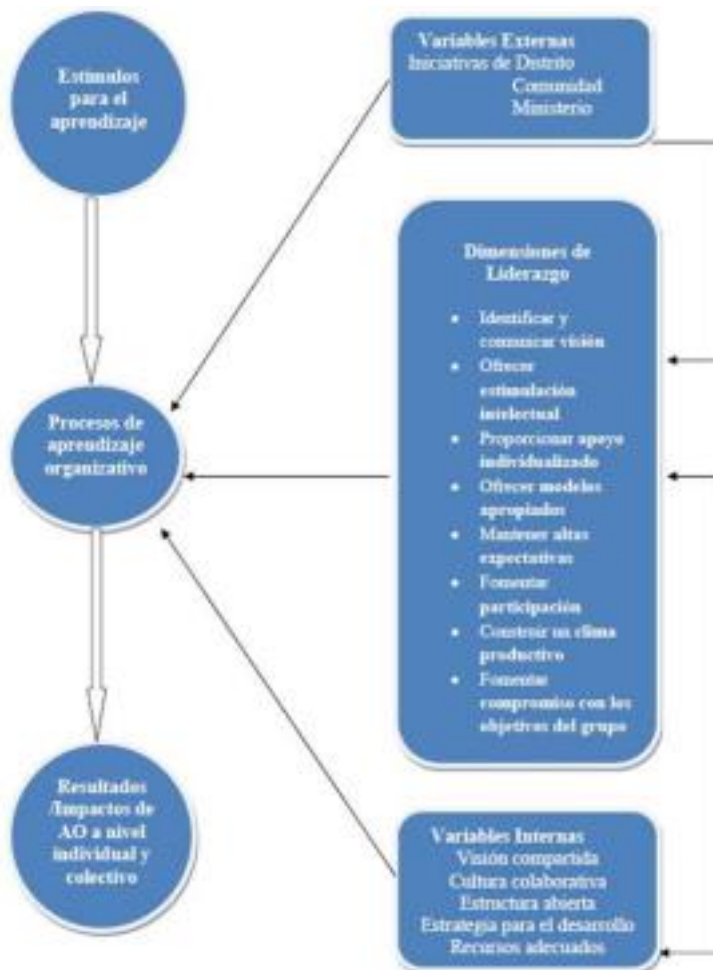 Estímulos
para el
aprendizaje
Procesos de
aprendizaje
organizativo
Resultados
/Impactos de
AO a nivel
individual y
colectivo
Variables Externas
Iniciativas de Distrito
Comunidad
Ministerio
Dimensiones de
Liderazgo
• Identificar y
comunicar visión
• Ofrecer
estimulación
intelectual
• Proporcionar apoyo
individualizado
• Ofrecer modelos
apropiados
• Mantener altas
expectativas
• Fomentar
participación
• Construir un clima
productivo
• Fomentar
compromiso con los
objetivos del grupo
Variables Internas
Visión compartida
Cultura colaborativa
Estructura abierta
Estrategia para el desarrollo
Recursos adecuados